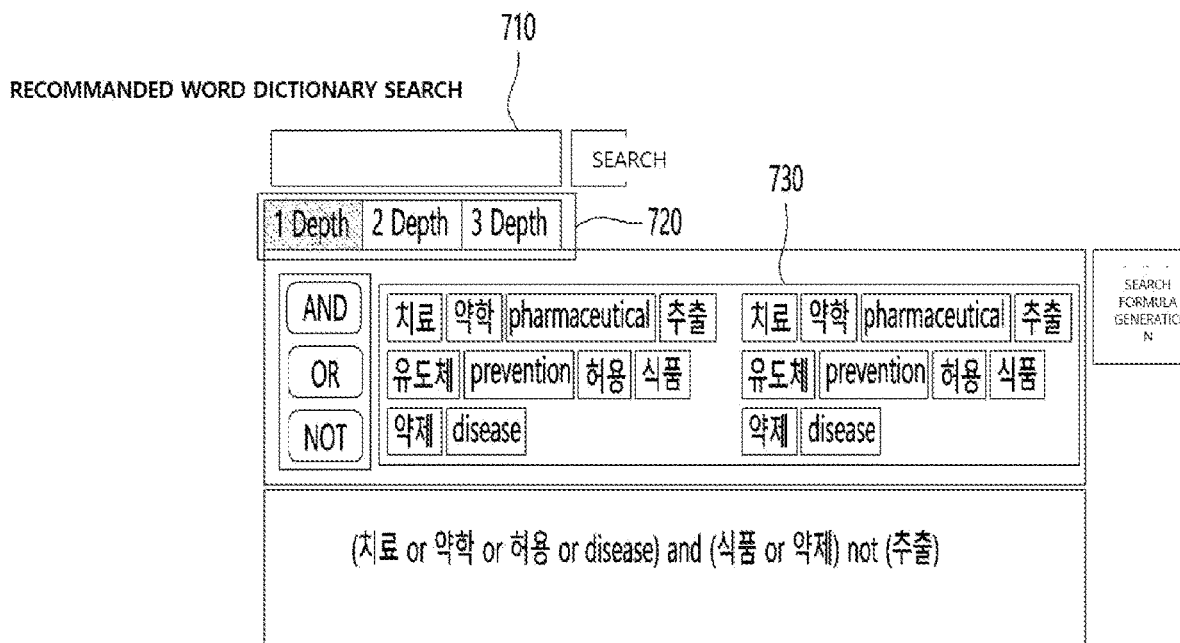 710
RECOMMANDED WORD DICTIONARY SEARCH
SEARCH
730
1 Depth 2 Depth 3 Depth 720
SEARCH
FORMULA
GENERATIO
N
AND 치료 약학 pharmaceutical 추출 치료 약학 pharmaceutical 추출
OR 유도체 prevention 허용 식품 유도체 prevention 허용 식품
NOT 약제 disease 약제 disease
(치료 or 약학 or 허용 or disease) and (식품 or 약제) not (추출)